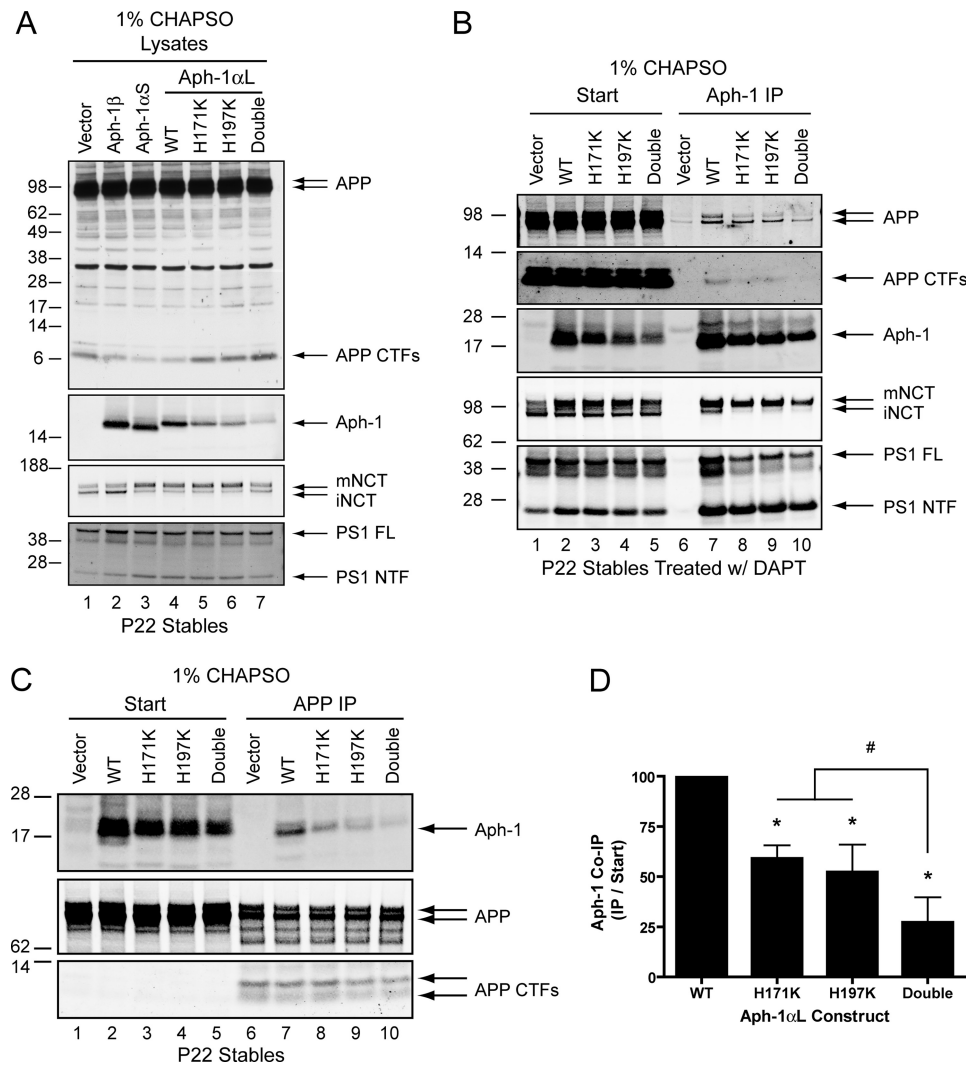 A
1% CHAPSO
Lysates
Aph-1αL
Vector
Aph-1β
Aph-1αS
WT
H171K
H197K
Double
98
62
49
38
28
17
14
6
APP
APP CTFs
14
Aph-1
188
mNCT
iNCT
38
28
PS1 FL
PS1 NTF
1 2 3 4 5 6 7
P22 Stables
B
1% CHAPSO
Start Aph-1 IP
Vector
WT
H171K
H197K
Double
Vector
WT
H171K
H197K
Double
98
APP
14
APP CTFs
28
17
Aph-1
98
mNCT
iNCT
62
38
28
PS1 FL
PS1 NTF
1 2 3 4 5 6 7 8 9 10
P22 Stables Treated w/ DAPT
C
1% CHAPSO
Start APP IP
Vector
WT
H171K
H197K
Double
Vector
WT
H171K
H197K
Double
28
17
Aph-1
62
APP
14
APP CTFs
1 2 3 4 5 6 7 8 9 10
P22 Stables
D
Aph-1 Co-IP
(IP / Start)
100
75
50
25
0
* * *
#
WT H171K H197K Double
Aph-1αL Construct